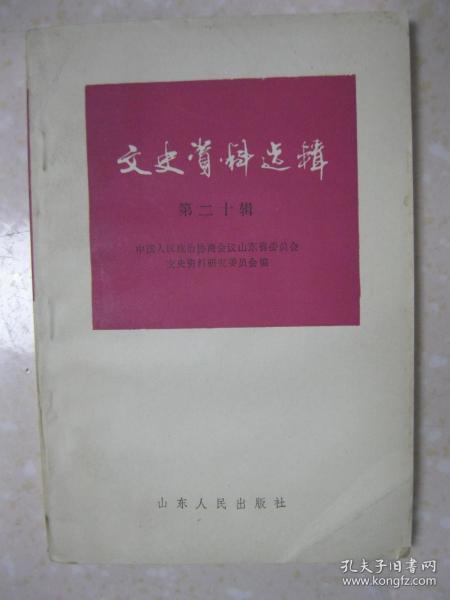 文史资料选辑
第二十辑
中国人民政治协商会议山东省委员会
文史资料研究委员会编
山东人民出版社
孔夫子旧书网
www.kongfz.com